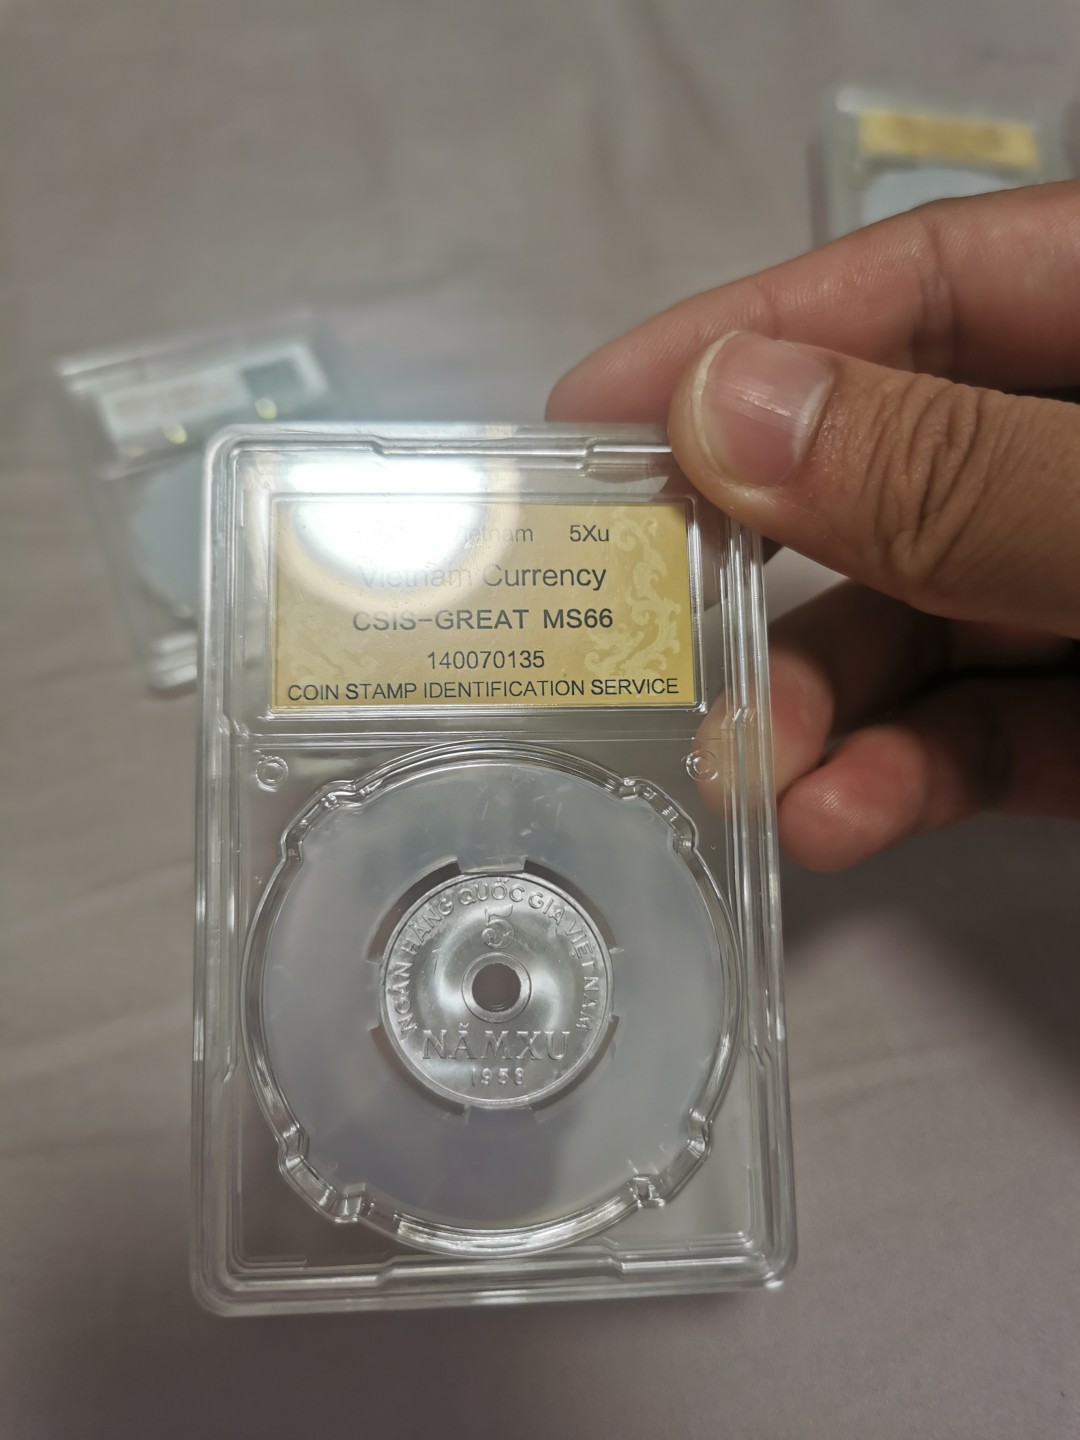 5Xu
Vietnam Currency
CSIS-GREAT MS66
140070135
COIN STAMP IDENTIFICATION SERVICE
NGÂN HÀNG QUỐC GIA VIỆT NAM
5
NĂM XU
1958